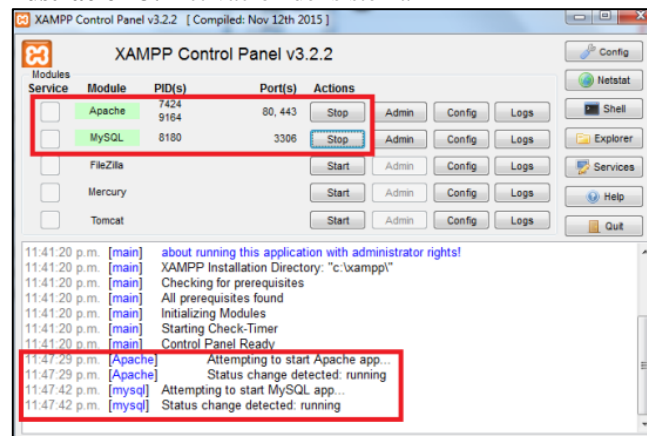 XAMPP Control Panel v3.2.2 [ Compiled: Nov 12th 2015 ]
XAMPP Control Panel v3.2.2
Config
Modules
Service Module PID(s) Port(s) Actions
Netstat
Apache 7424 9164 80, 443 Stop Admin Config Logs
Shell
MySQL 8180 3306 Stop Admin Config Logs
Explorer
FileZilla Start Admin Config Logs
Services
Mercury Start Admin Config Logs
Help
Tomcat Start Admin Config Logs
Quit
11:41:20 p.m. [main] about running this application with administrator rights!
11:41:20 p.m. [main] XAMPP Installation Directory: "c:\xampp\"
11:41:20 p.m. [main] Checking for prerequisites
11:41:20 p.m. [main] All prerequisites found
11:41:20 p.m. [main] Initializing Modules
11:41:20 p.m. [main] Starting Check-Timer
11:41:20 p.m. [main] Control Panel Ready
11:47:29 p.m. [Apache] Attempting to start Apache app...
11:47:29 p.m. [Apache] Status change detected: running
11:47:42 p.m. [mysql] Attempting to start MySQL app...
11:47:42 p.m. [mysql] Status change detected: running